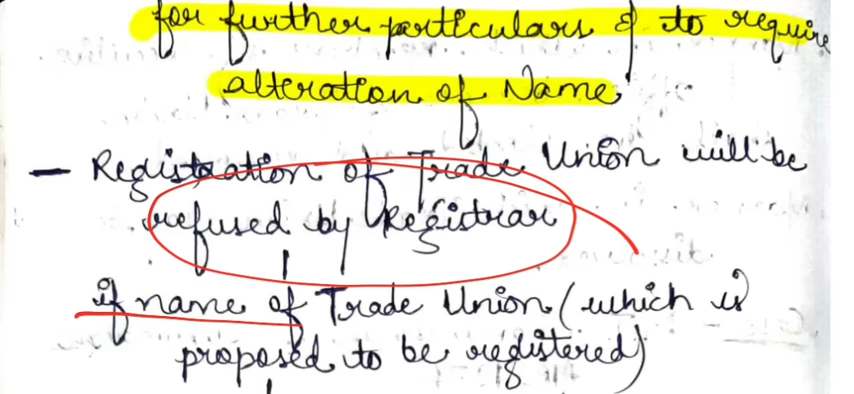 for further particulars & to require
alteration of Name
- Registration of Trade Union will be
refused by Registrar
if name of Trade Union (which is
proposed to be registered)